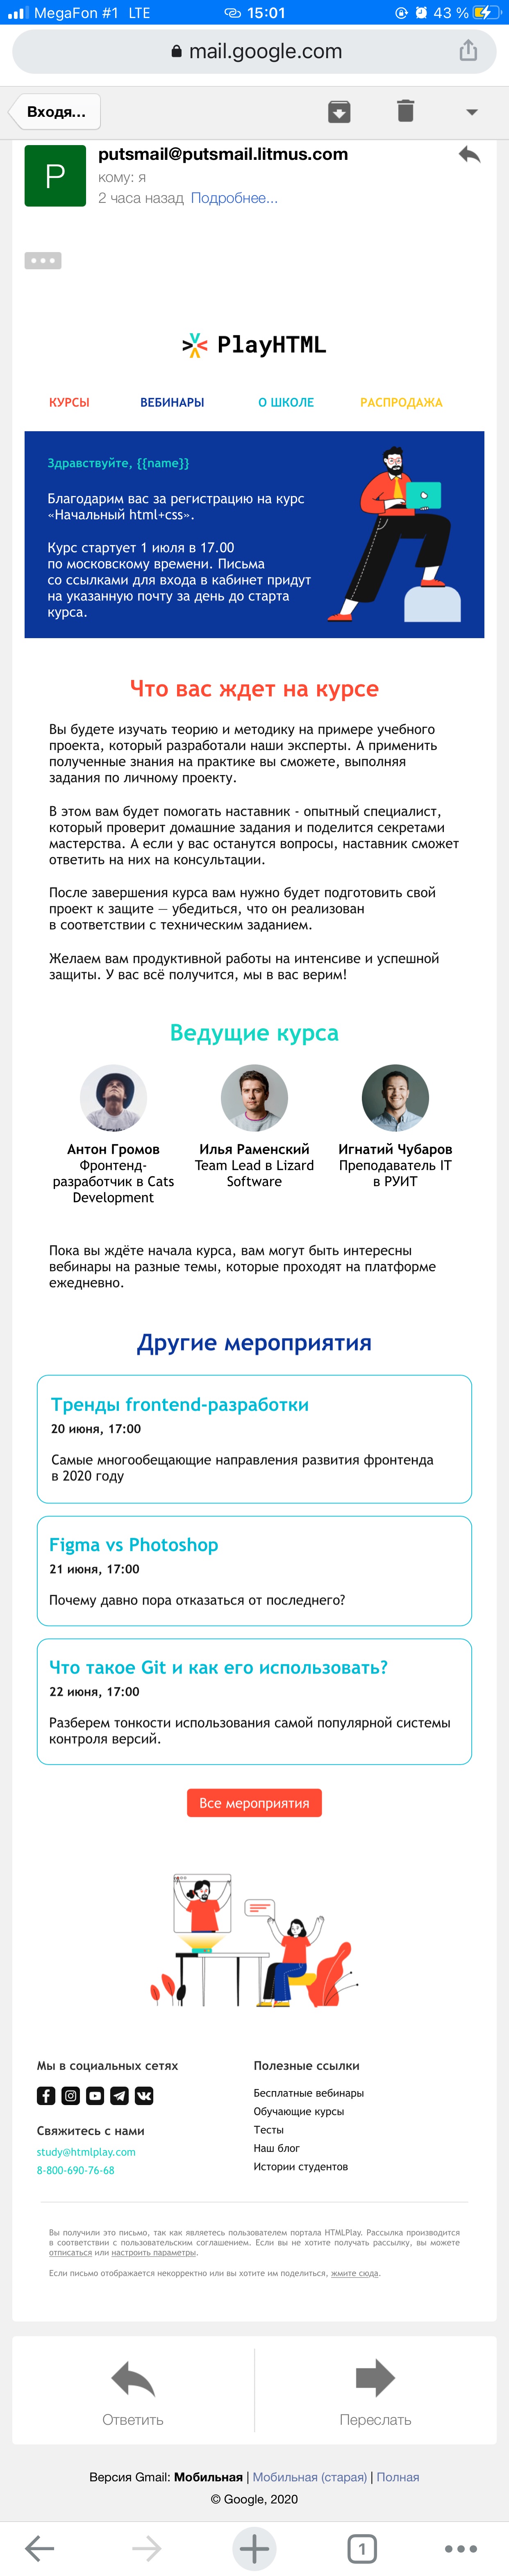 MegaFon #1 LTE 15:01 43 %
mail.google.com
Входя...
P
putsmail@putsmail.litmus.com
кому: я
2 часа назад Подробнее...
PlayHTML
КУРСЫ ВЕБИНАРЫ О ШКОЛЕ РАСПРОДАЖА
Здравствуйте, {{name}}
Благодарим вас за регистрацию на курс
«Начальный html+css».
Курс стартует 1 июля в 17.00
по московскому времени. Письма
со ссылками для входа в кабинет придут
на указанную почту за день до старта
курса.
Что вас ждет на курсе
Вы будете изучать теорию и методику на примере учебного
проекта, который разработали наши эксперты. А применить
полученные знания на практике вы сможете, выполняя
задания по личному проекту.
В этом вам будет помогать наставник - опытный специалист,
который проверит домашние задания и поделится секретами
мастерства. А если у вас останутся вопросы, наставник сможет
ответить на них на консультации.
После завершения курса вам нужно будет подготовить свой
проект к защите — убедиться, что он реализован
в соответствии с техническим заданием.
Желаем вам продуктивной работы на интенсиве и успешной
защиты. У вас всё получится, мы в вас верим!
Ведущие курса
Антон Громов
Фронтенд-
разработчик в Cats
Development
Илья Раменский
Team Lead в Lizard
Software
Игнатий Чубаров
Преподаватель IT
в РУИТ
Пока вы ждёте начала курса, вам могут быть интересны
вебинары на разные темы, которые проходят на платформе
ежедневно.
Другие мероприятия
Тренды frontend-разработки
20 июня, 17:00
Самые многообещающие направления развития фронтенда
в 2020 году
Figma vs Photoshop
21 июня, 17:00
Почему давно пора отказаться от последнего?
Что такое Git и как его использовать?
22 июня, 17:00
Разберем тонкости использования самой популярной системы
контроля версий.
Все мероприятия
Мы в социальных сетях
Свяжитесь с нами
study@htmlplay.com
8-800-690-76-68
Полезные ссылки
Бесплатные вебинары
Обучающие курсы
Тесты
Наш блог
Истории студентов
Вы получили это письмо, так как являетесь пользователем портала HTMLPlay. Рассылка производится
в соответствии с пользовательским соглашением. Если вы не хотите получать рассылку, вы можете
отписаться или настроить параметры.
Если письмо отображается некорректно или вы хотите им поделиться, жмите сюда.
Ответить Переслать
Версия Gmail: Мобильная | Мобильная (старая) | Полная
© Google, 2020
1